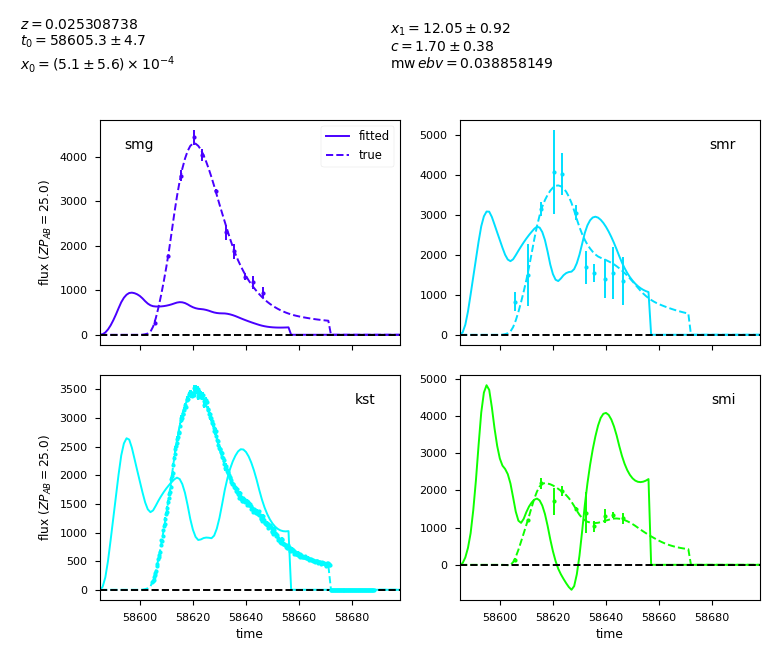 z = 0.025308738
t₀ = 58605.3 ± 4.7
x₀ = (5.1 ± 5.6) × 10⁻⁴
x₁ = 12.05 ± 0.92
c = 1.70 ± 0.38
mw ebv = 0.038858149
smg
fitted
true
flux (ZP_AB = 25.0)
4000
3000
2000
1000
0
smr
5000
4000
3000
2000
1000
0
kst
flux (ZP_AB = 25.0)
3500
3000
2500
2000
1500
1000
500
0
58600 58620 58640 58660 58680
time
smi
5000
4000
3000
2000
1000
0
58600 58620 58640 58660 58680
time